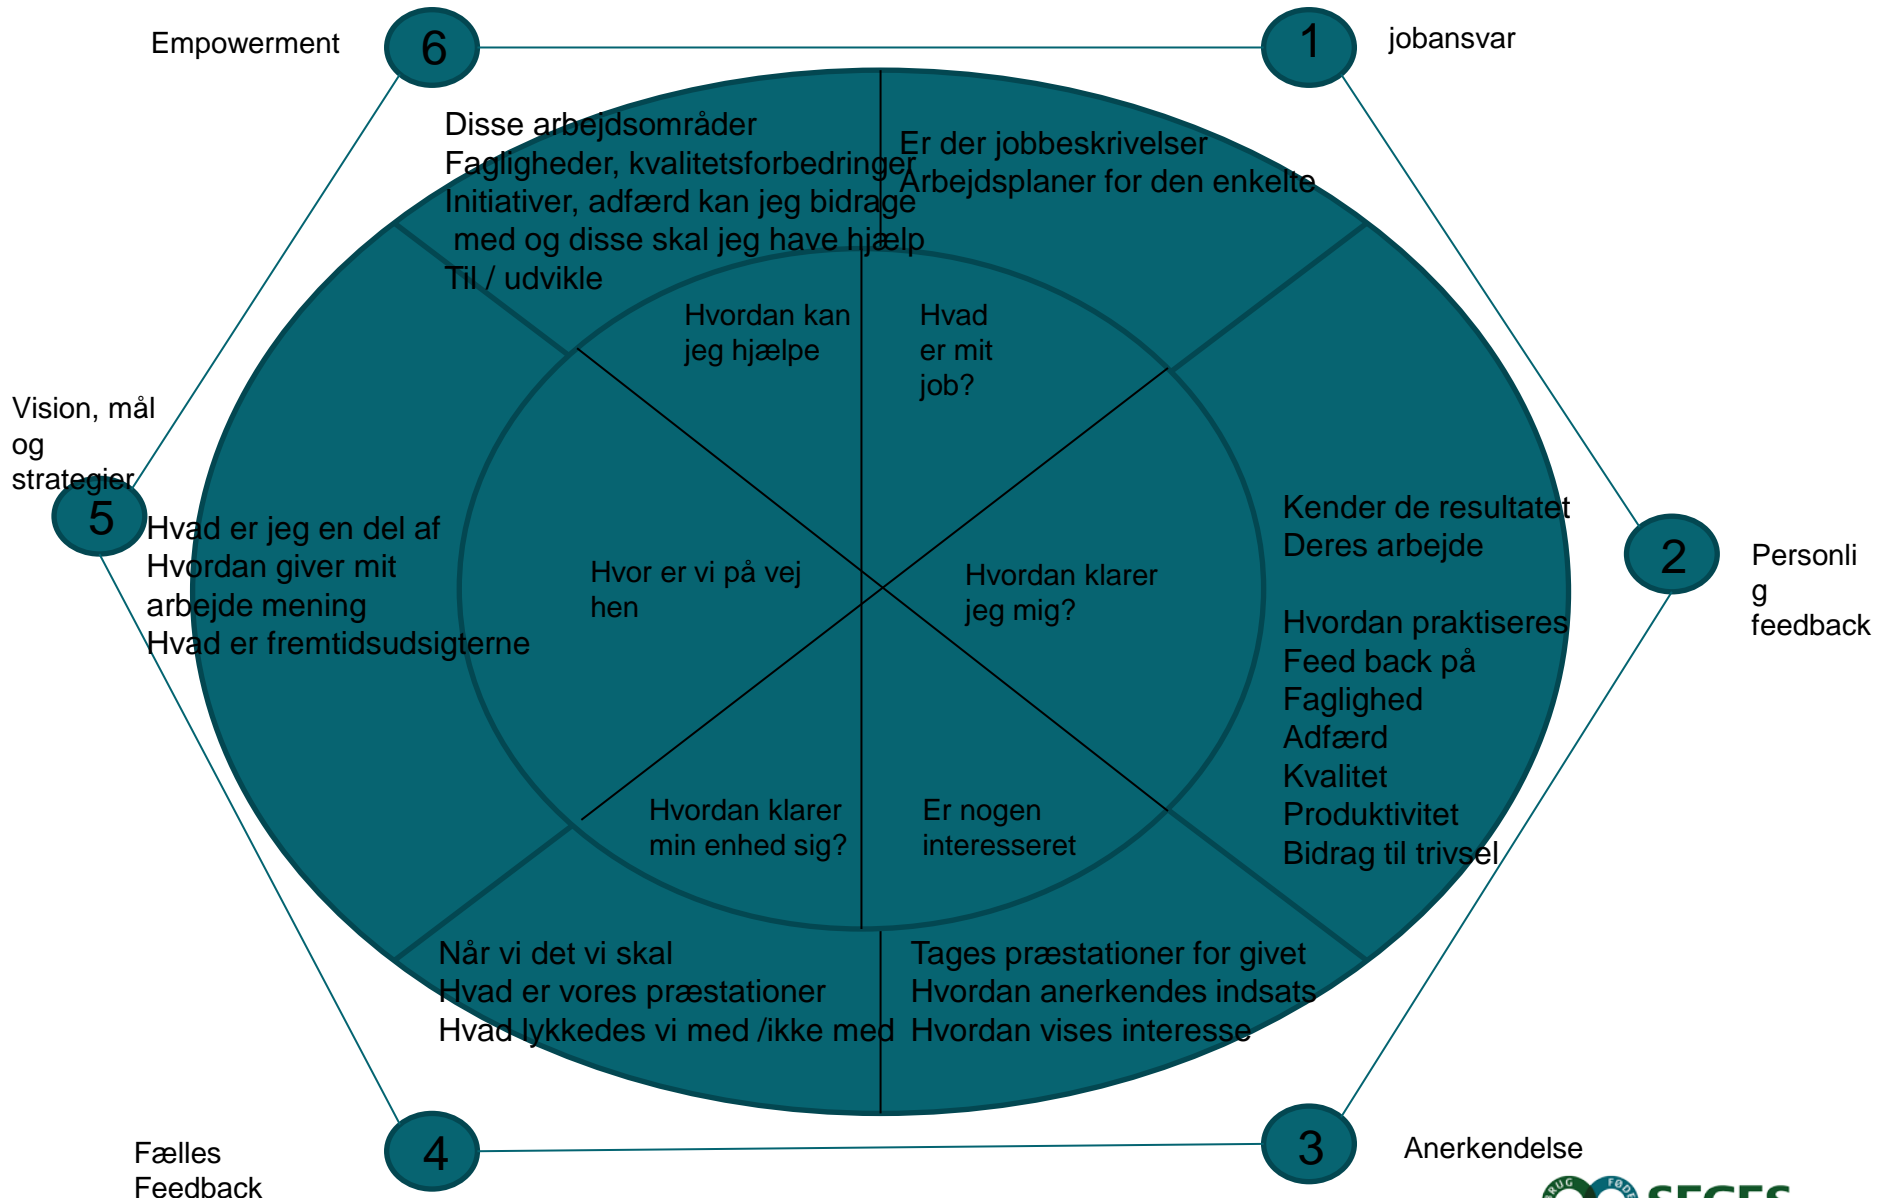 Empowerment
6
1
jobansvar
Disse arbejdsområder
Fagligheder, kvalitetsforbedringer
Initiativer, adfærd kan jeg bidrage
med og disse skal jeg have hjælp
Til / udvikle
Er der jobbeskrivelser
Arbejdsplaner for den enkelte
Hvordan kan
jeg hjælpe
Hvad
er mit
job?
Vision, mål
og
strategier
5
Hvad er jeg en del af
Hvordan giver mit
arbejde mening
Hvad er fremtidsudsigterne
Hvor er vi på vej
hen
Hvordan klarer
jeg mig?
Kender de resultatet
Deres arbejde
Hvordan praktiseres
Feed back på
Faglighed
Adfærd
Kvalitet
Produktivitet
Bidrag til trivsel
2
Personli
g
feedback
Hvordan klarer
min enhed sig?
Er nogen
interesseret
Når vi det vi skal
Hvad er vores præstationer
Hvad lykkedes vi med /ikke med
Tages præstationer for givet
Hvordan anerkendes indsats
Hvordan vises interesse
Fælles
Feedback
4
3
Anerkendelse
SEGES